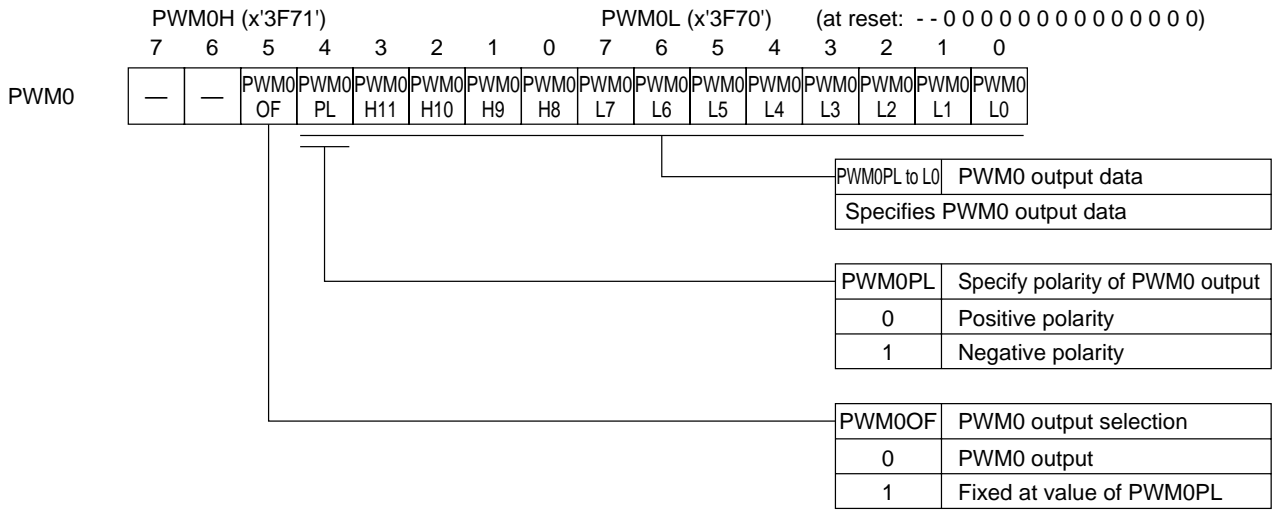 PWM0H (x'3F71') PWM0L (x'3F70') (at reset: - - 0 0 0 0 0 0 0 0 0 0 0 0 0 0)
7 6 5 4 3 2 1 0 7 6 5 4 3 2 1 0
PWM0 — — PWM0 OF PWM0 PL PWM0 H11 PWM0 H10 PWM0 H9 PWM0 H8 PWM0 L7 PWM0 L6 PWM0 L5 PWM0 L4 PWM0 L3 PWM0 L2 PWM0 L1 PWM0 L0
PWM0PL to L0 PWM0 output data
Specifies PWM0 output data
PWM0PL Specify polarity of PWM0 output
0 Positive polarity
1 Negative polarity
PWM0OF PWM0 output selection
0 PWM0 output
1 Fixed at value of PWM0PL